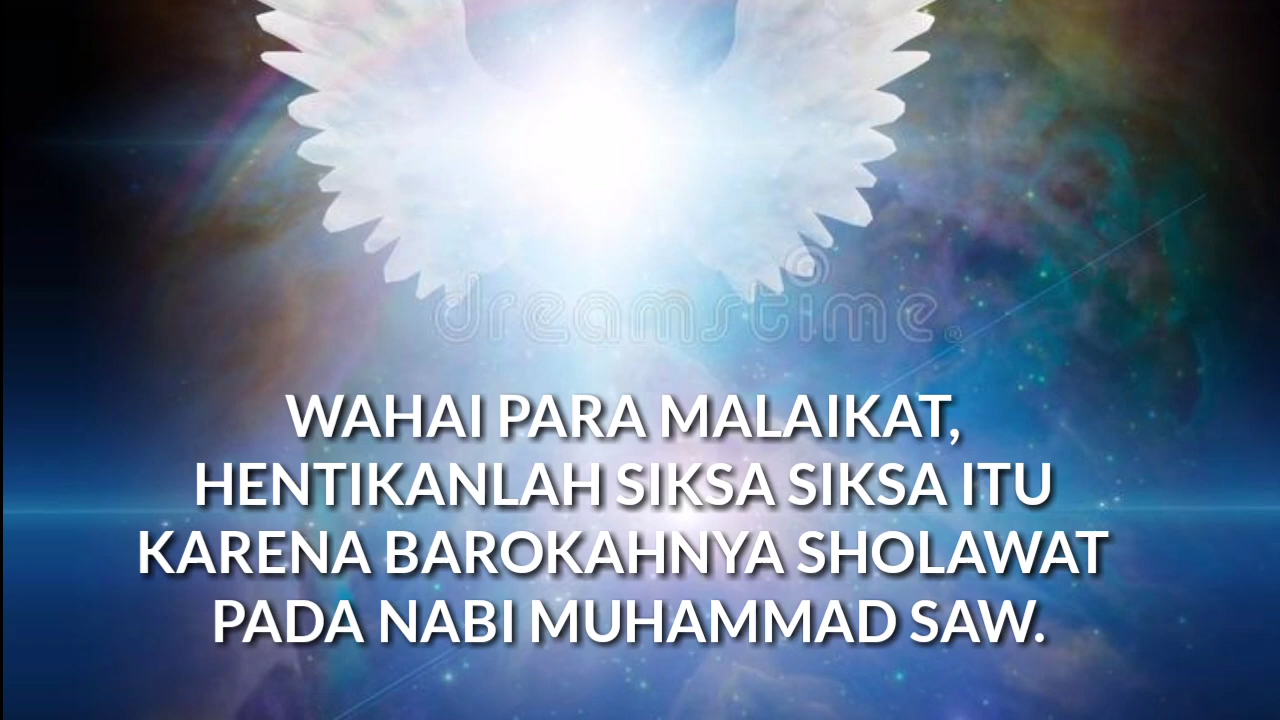 dreamstime
WAHAI PARA MALAIKAT,
HENTIKANLAH SIKSA SIKSA ITU
KARENA BAROKAHNYA SHOLAWAT
PADA NABI MUHAMMAD SAW.